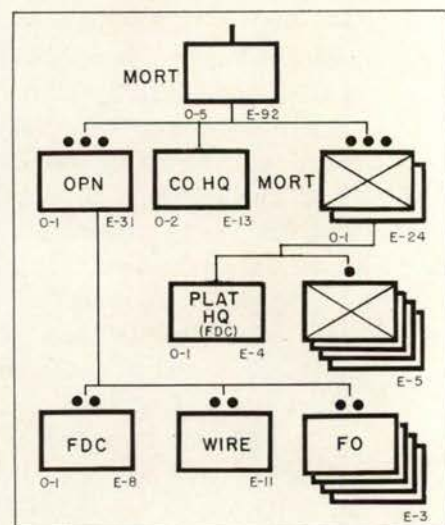 MORT
O-5 E-92
OPN CO HQ MORT
O-1 E-31 O-2 E-13 O-1 E-24
PLAT
HQ
(FDC)
O-1 E-4 E-5
FDC WIRE FO
O-1 E-8 E-11 E-3